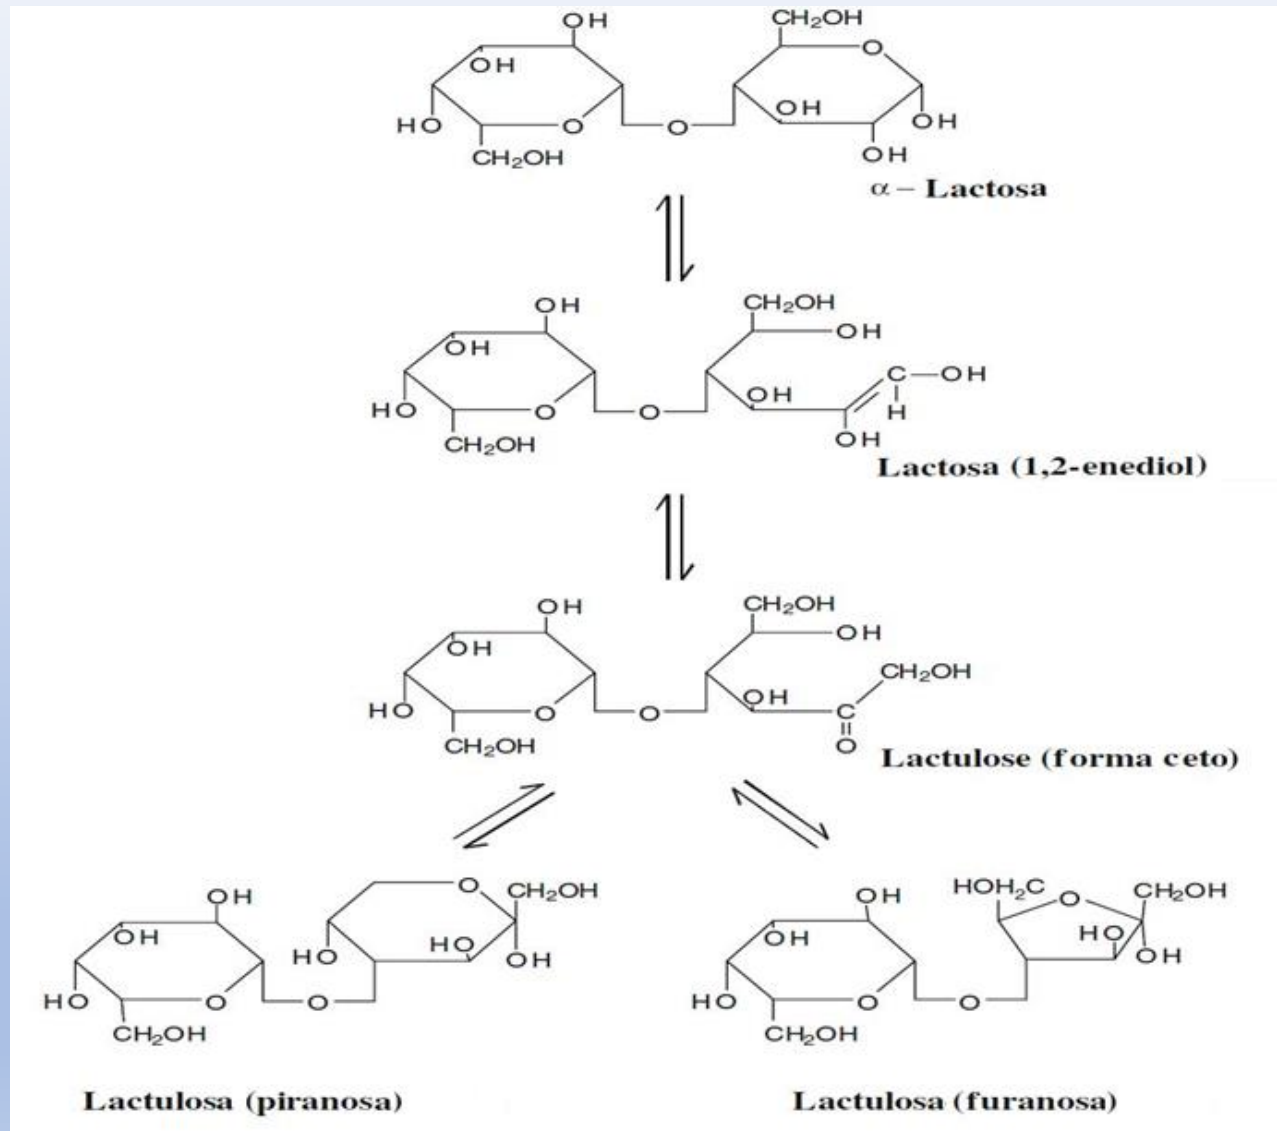 OH
CH₂OH
O
OH
OH
HO
O
O
OH
CH₂OH
OH
α – Lactosa
OH
CH₂OH
OH
OH
C—OH
OH
H
HO
O
O
OH
CH₂OH
Lactosa (1,2-enediol)
OH
CH₂OH
OH
OH
CH₂OH
OH
HO
O
O
C
O
CH₂OH
Lactulose (forma ceto)
OH
O
CH₂OH
OH
HO
HO
OH
HO
O
O
CH₂OH
Lactulosa (piranosa)
OH
HOH₂C
O
CH₂OH
OH
HO
OH
HO
O
O
CH₂OH
Lactulosa (furanosa)